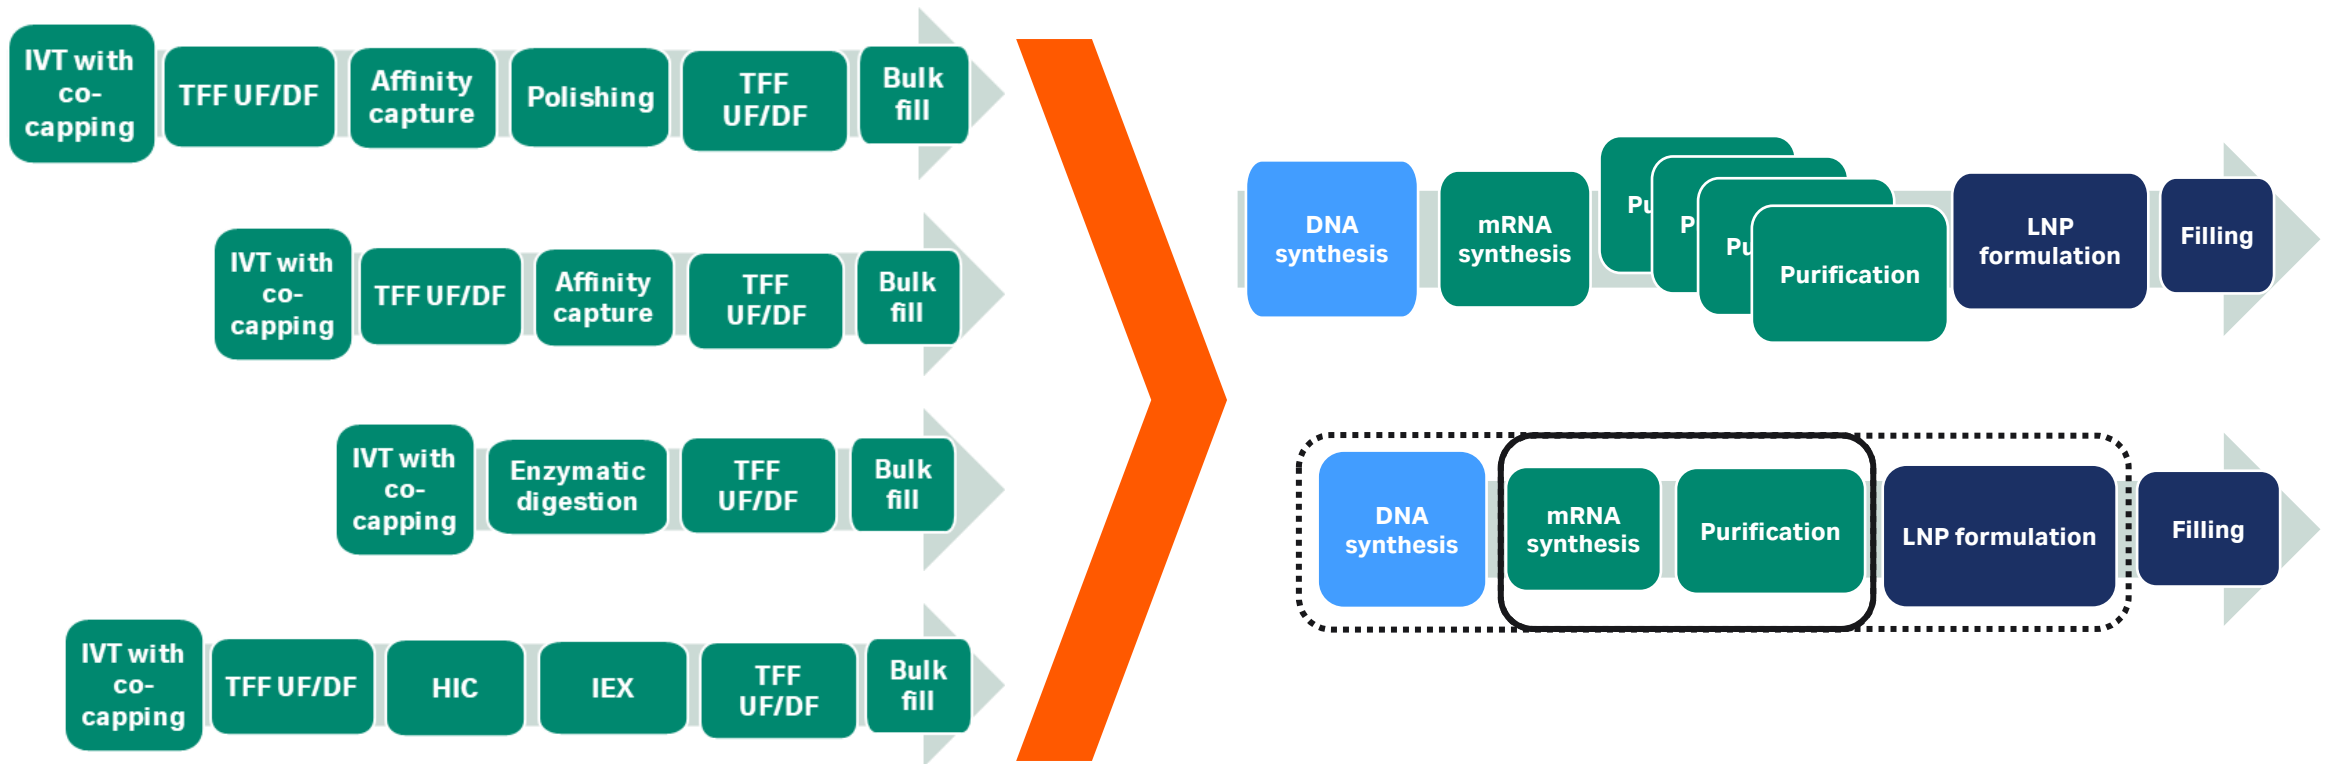 IVT with
co-
capping
TFF UF/DF
Affinity
capture
Polishing
TFF
UF/DF
Bulk
fill
IVT with
co-
capping
TFF UF/DF
Affinity
capture
TFF
UF/DF
Bulk
fill
IVT with
co-
capping
Enzymatic
digestion
TFF
UF/DF
Bulk
fill
IVT with
co-
capping
TFF UF/DF
HIC
IEX
TFF
UF/DF
Bulk
fill
DNA
synthesis
mRNA
synthesis
Pu
P
Pu
Purification
LNP
formulation
Filling
DNA
synthesis
mRNA
synthesis
Purification
LNP formulation
Filling